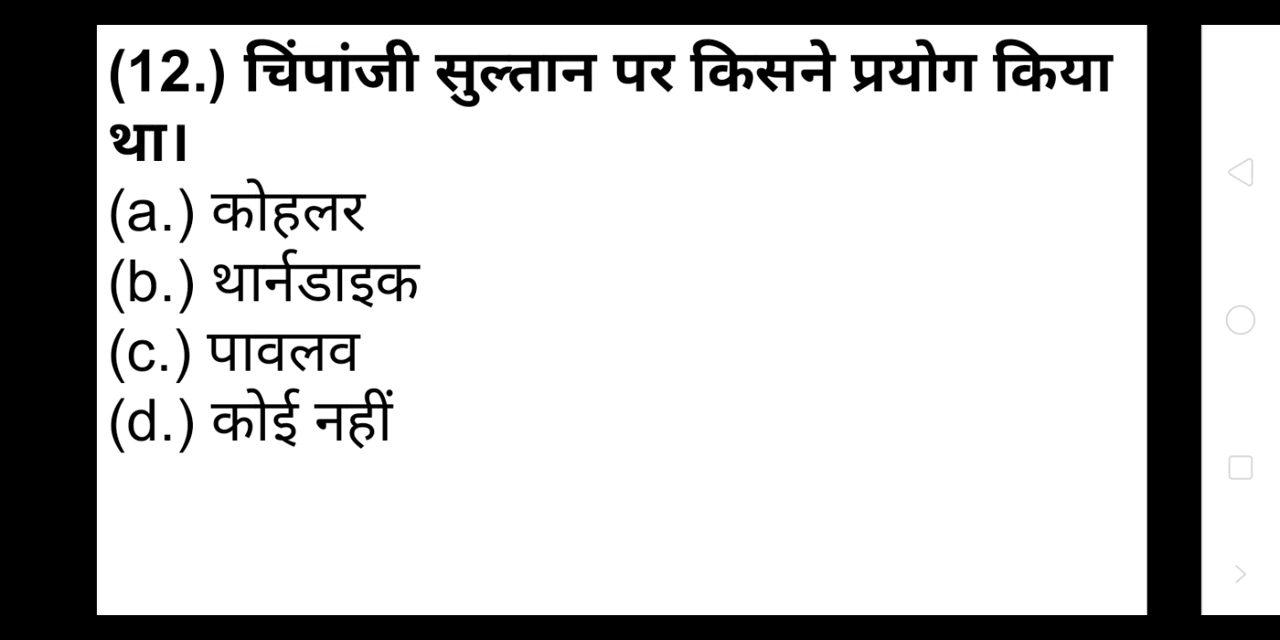 (12.) चिंपांजी सुल्तान पर किसने प्रयोग किया
था।
(a.) कोहलर
(b.) थार्नडाइक
(c.) पावलव
(d.) कोई नहीं